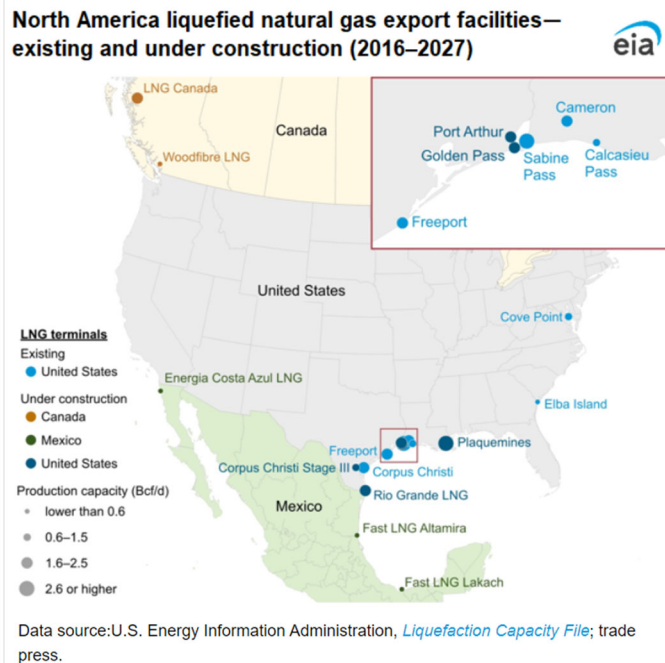 North America liquefied natural gas export facilities—
existing and under construction (2016–2027)
eia
LNG Canada
Canada
Woodfibre LNG
Cameron
Port Arthur
Golden Pass
Sabine
Pass
Calcasieu
Pass
Freeport
United States
Cove Point
LNG terminals
Existing
United States
Under construction
Canada
Mexico
United States
Production capacity (Bcf/d)
lower than 0.6
0.6–1.5
1.6–2.5
2.6 or higher
Energia Costa Azul LNG
Elba Island
Freeport
Plaquemines
Corpus Christi Stage III
Corpus Christi
Rio Grande LNG
Mexico
Fast LNG Altamira
Fast LNG Lakach
Data source:U.S. Energy Information Administration, Liquefaction Capacity File; trade
press.